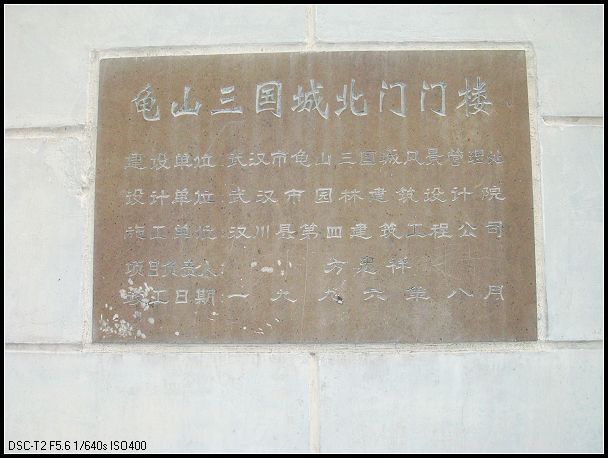 龟山三国城北门门楼
建设单位:武汉市龟山三国城风景管理处
设计单位:武汉市园林建筑设计院
施工单位:汉川县第四建筑工程公司
项目负责人: 方 祥
竣工日期:一九九六年八月
DSC-T2 F5.6 1/640s ISO400